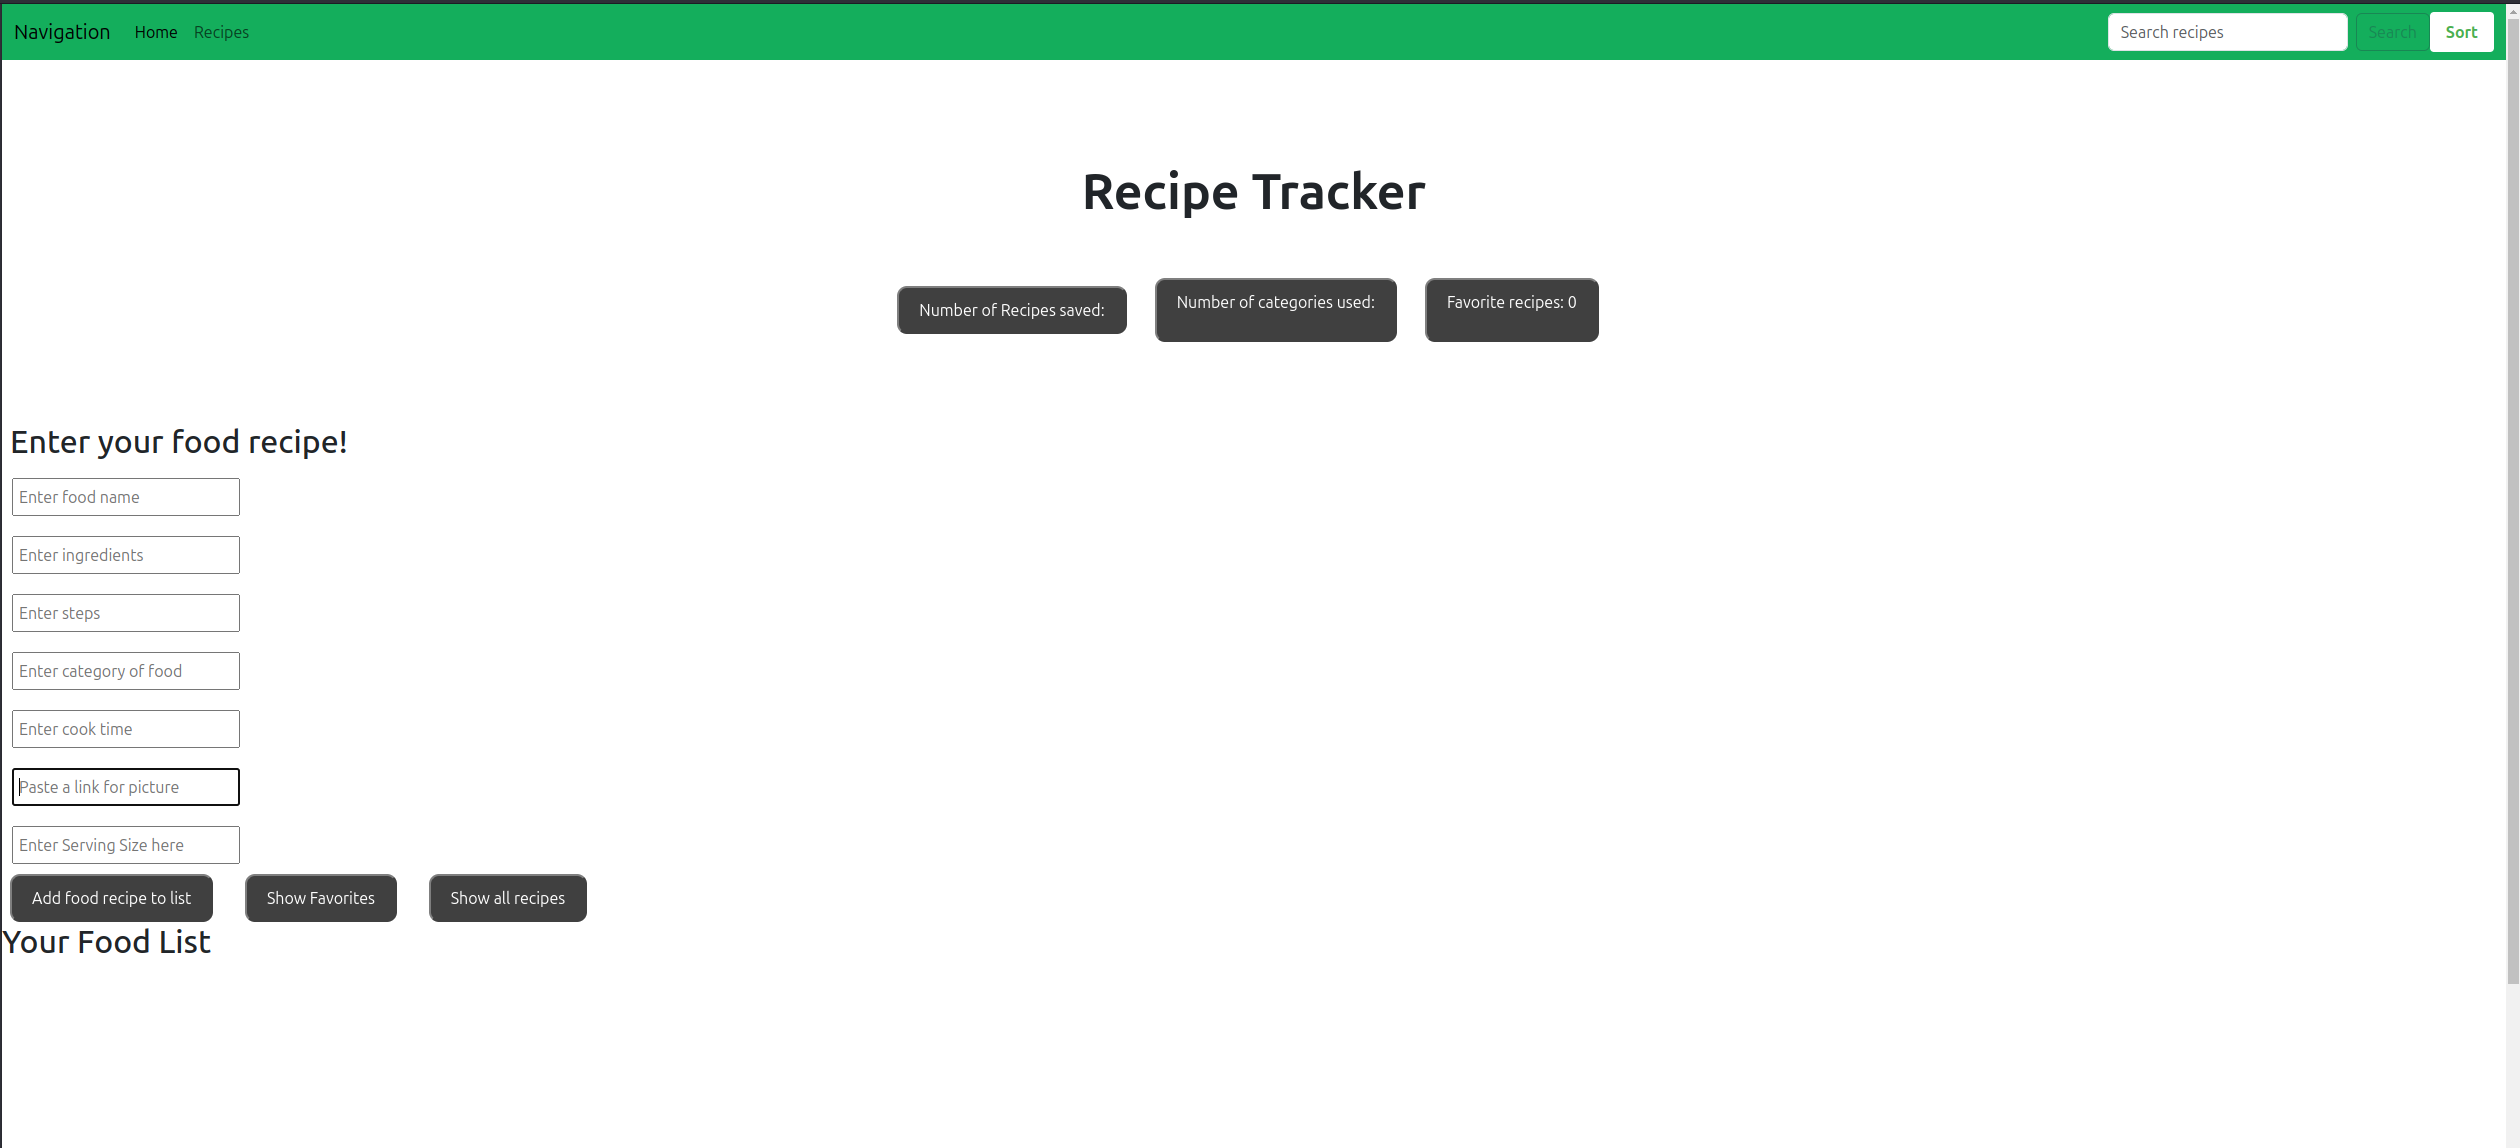 Navigation Home Recipes Search recipes Search Sort
Recipe Tracker
Number of Recipes saved: Number of categories used: Favorite recipes: 0
Enter your food recipe!
Enter food name
Enter ingredients
Enter steps
Enter category of food
Enter cook time
Paste a link for picture
Enter Serving Size here
Add food recipe to list Show Favorites Show all recipes
Your Food List